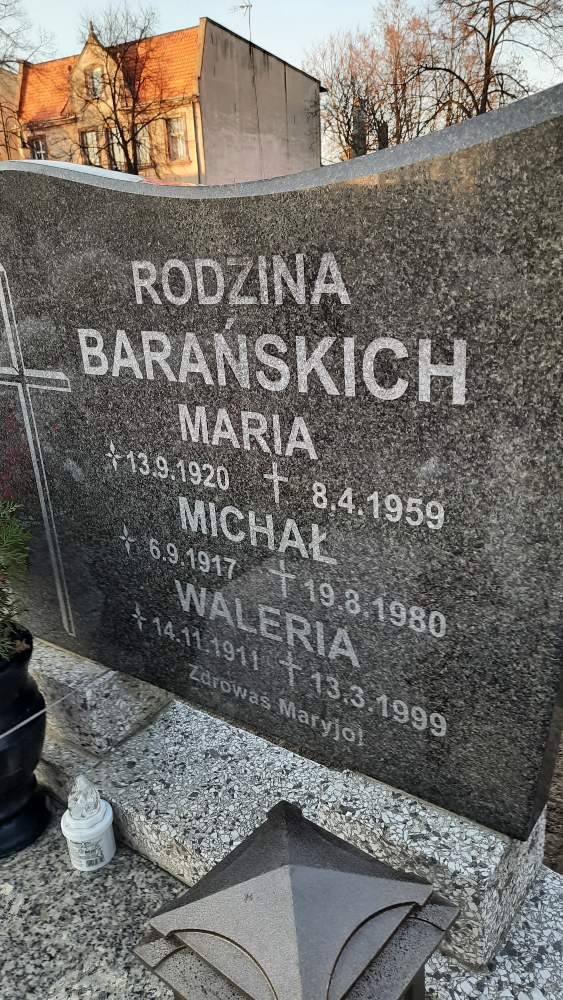 RODZINA
BARAŃSKICH
MARIA
13.9.1920 8.4.1959
MICHAŁ
6.9.1917 19.8.1980
WALERIA
14.11.1911 13.3.1999
Zdrowaś Maryjo!